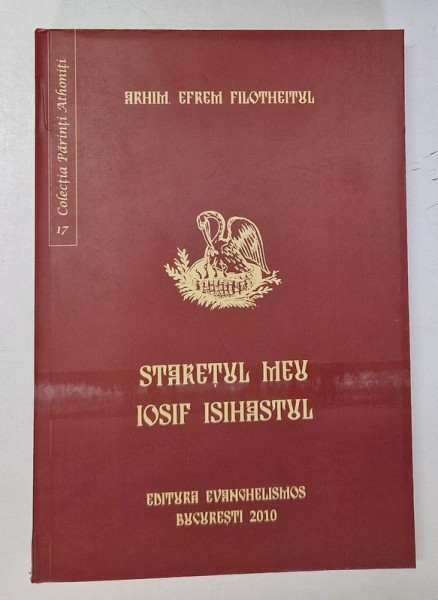 Colecția Părinți Athoniți
17
ARHIM. EFREM FILOTHEITUL
STAREȚUL MEU
IOSIF ISIHASTUL
EDITURA EVANGHELISMOS
BUCUREȘTI 2010